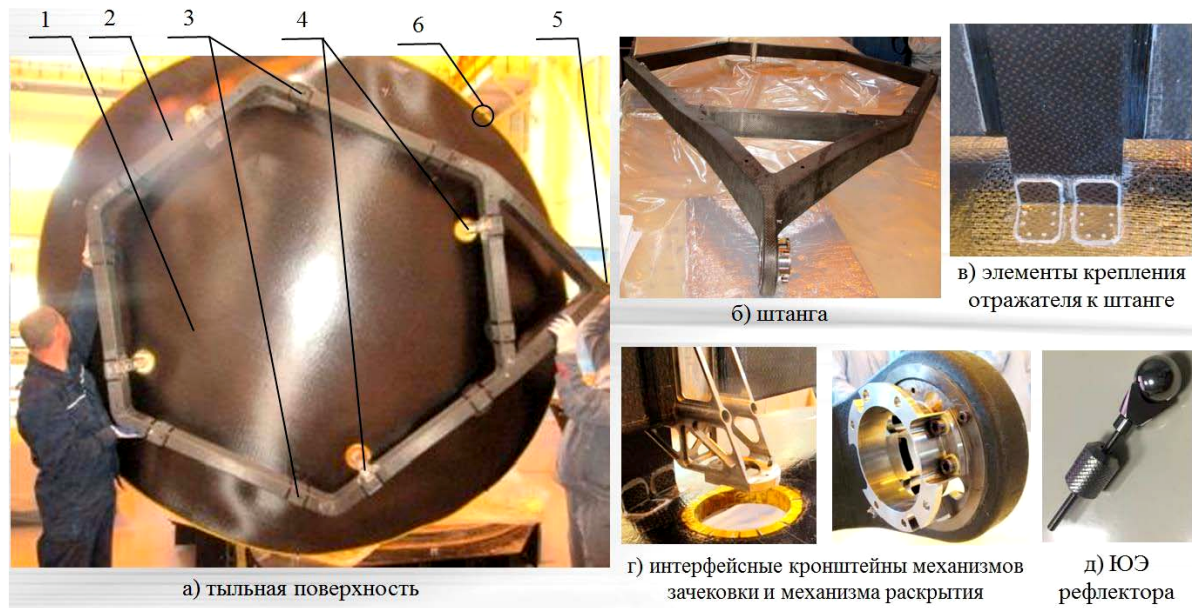 1 2 3 4 6 5
а) тыльная поверхность
б) штанга
в) элементы крепления
отражателя к штанге
г) интерфейсные кронштейны механизмов
зачековки и механизма раскрытия
д) ЮЭ
рефлектора